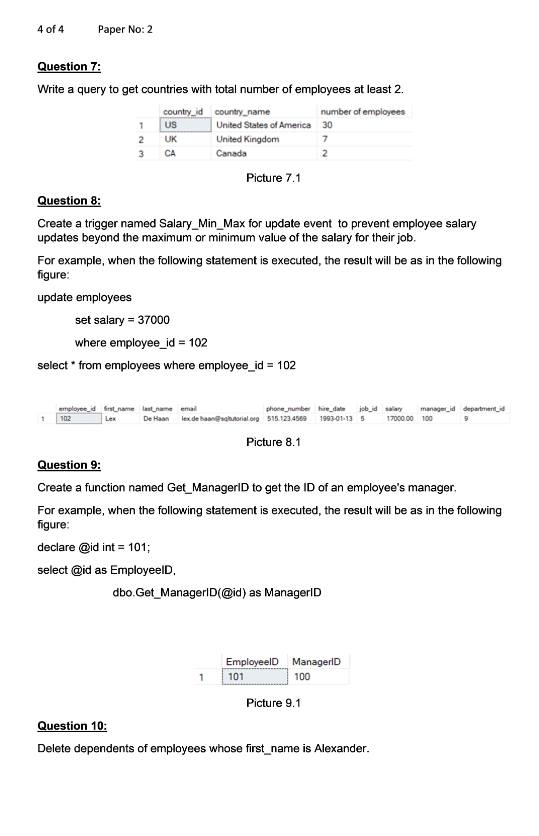 4 of 4 Paper No: 2
Question 7:
Write a query to get countries with total number of employees at least 2.
country_id country_name number of employees
1 US United States of America 30
2 UK United Kingdom 7
3 CA Canada 2
Picture 7.1
Question 8:
Create a trigger named Salary_Min_Max for update event to prevent employee salary
updates beyond the maximum or minimum value of the salary for their job.
For example, when the following statement is executed, the result will be as in the following
figure:
update employees
set salary = 37000
where employee_id = 102
select * from employees where employee_id = 102
employee_id first_name last_name email phone_number hire_date job_id salary manager_id department_id
1 102 Lex De Haan lex.de haan@sqltutorial.org 515.123.4569 1993-01-13 5 17000.00 100 9
Picture 8.1
Question 9:
Create a function named Get_ManagerID to get the ID of an employee's manager.
For example, when the following statement is executed, the result will be as in the following
figure:
declare @id int = 101;
select @id as EmployeeID,
dbo.Get_ManagerID(@id) as ManagerID
EmployeeID ManagerID
1 101 100
Picture 9.1
Question 10:
Delete dependents of employees whose first_name is Alexander.